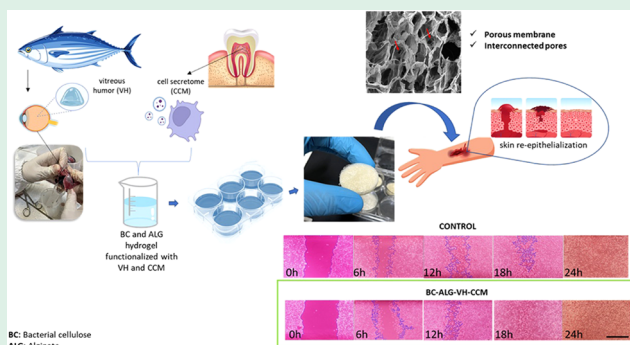 vitreous
humor (VH)
cell secretome
(CCM)
BC and ALG
hydrogel
functionalized with
VH and CCM
✓ Porous membrane
✓ Interconnected pores
skin re-epithelialization
CONTROL
0h 6h 12h 18h 24h
BC-ALG-VH-CCM
0h 6h 12h 18h 24h
BC: Bacterial cellulose